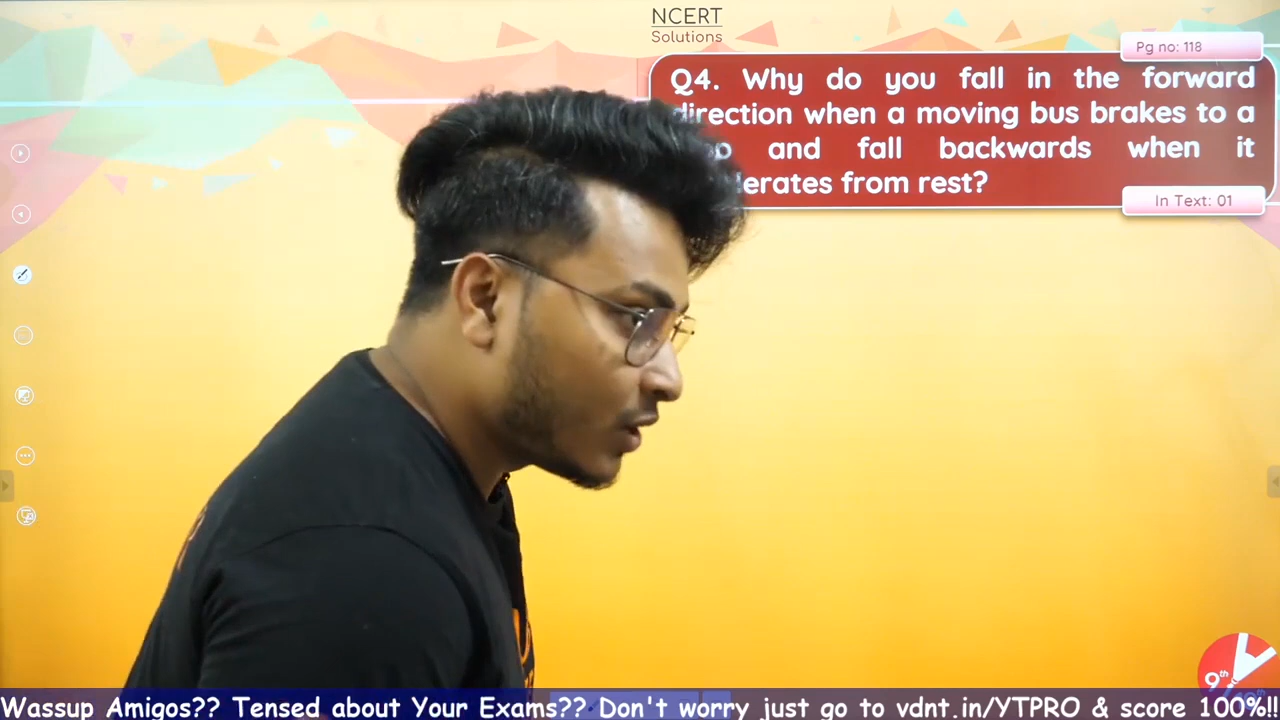 NCERT
Solutions
Pg no: 118
Q4. Why do you fall in the forward
direction when a moving bus brakes to a
and fall backwards when it
from rest?
In Text: 01
9th
Wassup Amigos?? Tensed about Your Exams?? Don't worry just go to vdnt.in/YTPRO & score 100%!!